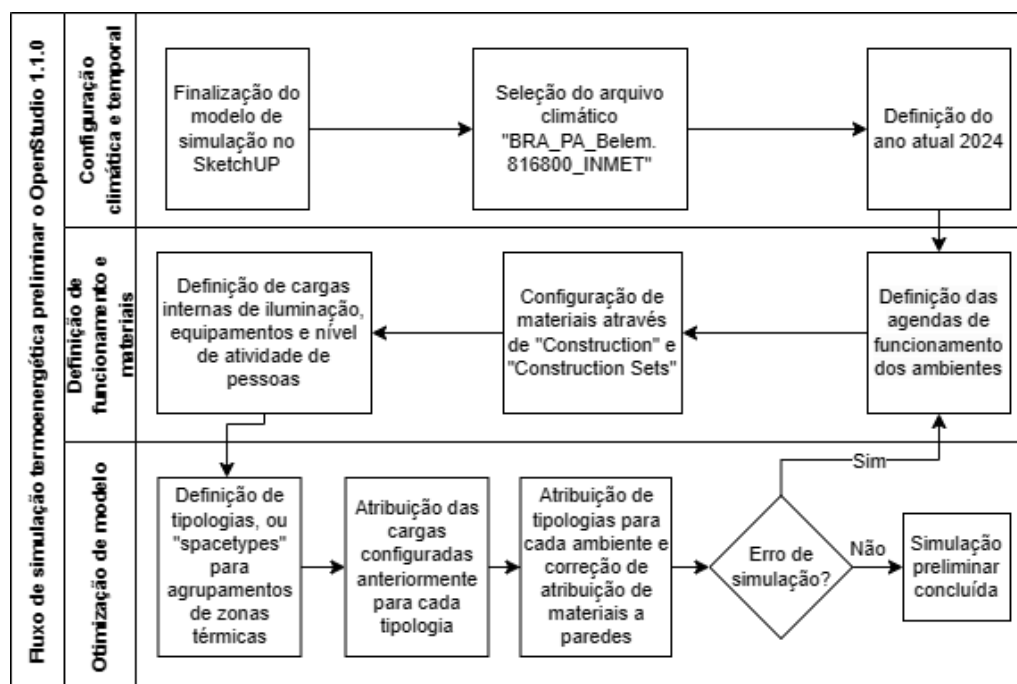 Fluxo de simulação termoenergética preliminar o OpenStudio 1.1.0
Configuração
climática e temporal
Finalização do
modelo de
simulação no
SketchUP
Seleção do arquivo
climático
"BRA_PA_Belem.
816800_INMET"
Definição do
ano atual 2024
Definição de
funcionamento e
materiais
Definição de cargas
internas de iluminação,
equipamentos e nível
de atividade de
pessoas
Configuração de
materiais através
de "Construction" e
"Construction Sets"
Definição das
agendas de
funcionamento
dos ambientes
Otimização de modelo
Definição de
tipologias, ou
"spacetypes"
para
agrupamentos
de zonas
térmicas
Atribuição das
cargas
configuradas
anteriormente
para cada
tipologia
Atribuição de
tipologias para
cada ambiente e
correção de
atribuição de
materiais a
paredes
Erro de
simulação?
Sim
Não
Simulação
preliminar
concluída